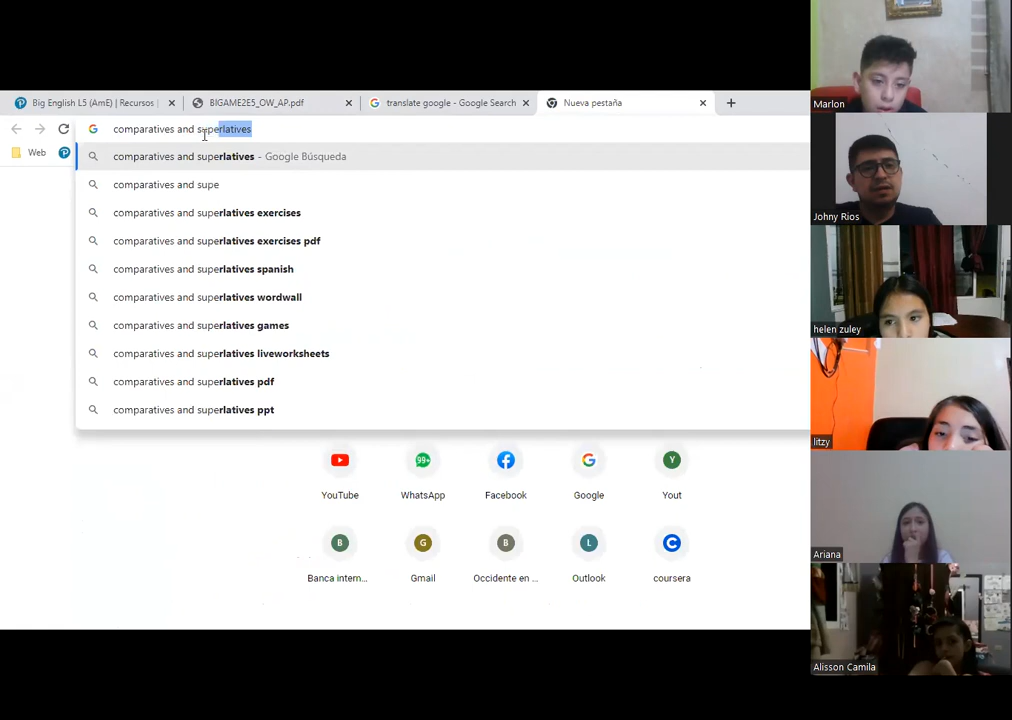 Big English L5 (AmE) | Recursos
BIGAME2E5_OW_AP.pdf
translate google - Google Search
Nueva pestaña
comparatives and superlatives
Web
comparatives and superlatives - Google Búsqueda
comparatives and supe
comparatives and superlatives exercises
comparatives and superlatives exercises pdf
comparatives and superlatives spanish
comparatives and superlatives wordwall
comparatives and superlatives games
comparatives and superlatives liveworksheets
comparatives and superlatives pdf
comparatives and superlatives ppt
99+
YouTube
WhatsApp
Facebook
Google
Y
Yout
B
Banca intern...
G
Gmail
B
Occidente en ...
L
Outlook
coursera
Marlon
Johny Rios
helen zuley
litzy
Ariana
Alisson Camila